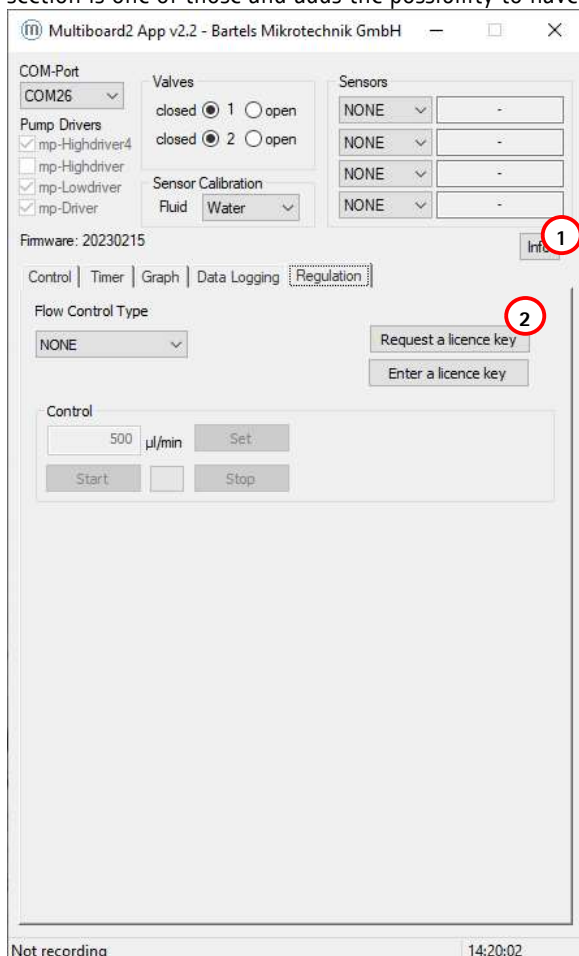 section is one of those and adds the possibility to have
Multiboard2 App v2.2 - Bartels Mikrotechnik GmbH
COM-Port
COM26
Pump Drivers
mp-Highdriver4
mp-Highdriver
mp-Lowdriver
mp-Driver
Valves
closed 1 open
closed 2 open
Sensor Calibration
Fluid Water
Sensors
NONE -
NONE -
NONE -
NONE -
Firmware: 20230215
1
Control Timer Graph Data Logging Regulation
Flow Control Type
NONE
2
Request a licence key
Enter a licence key
Control
500 µl/min Set
Start Stop
Not recording 14:20:02